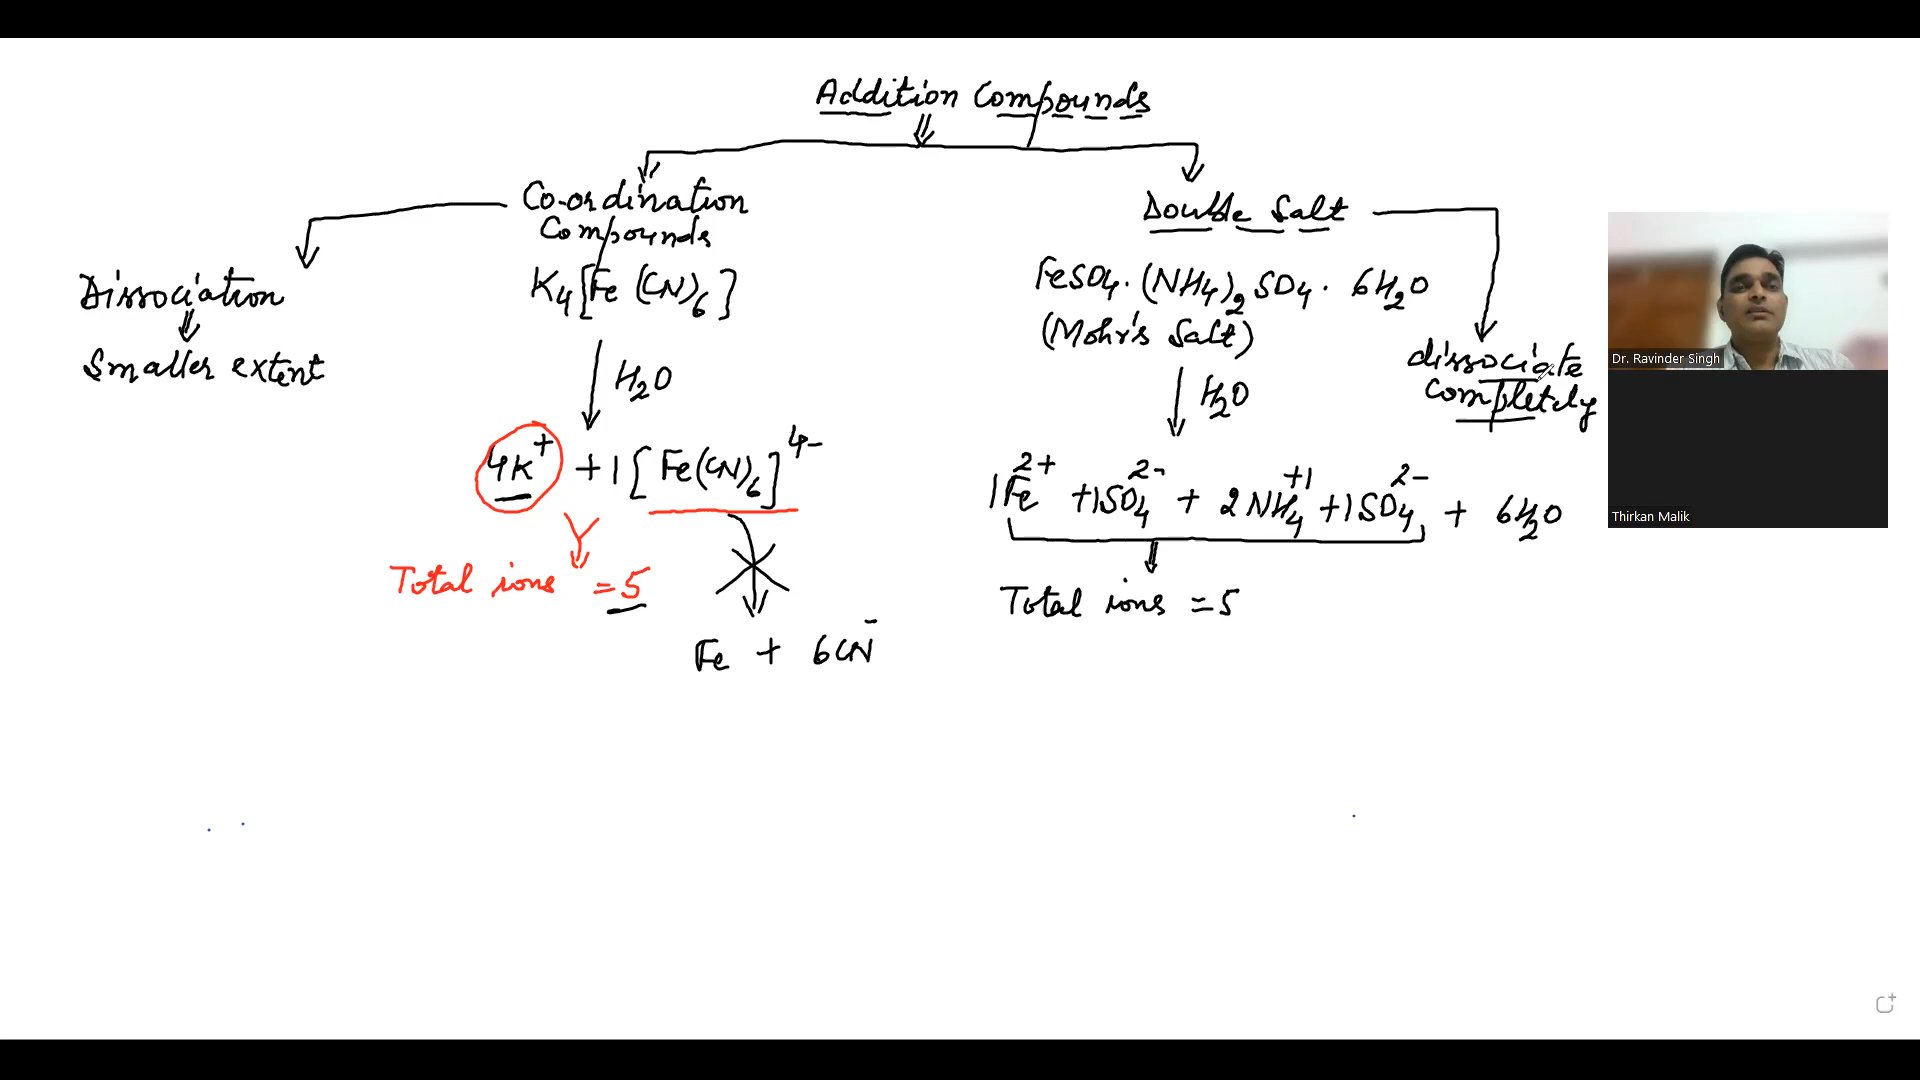 Addition Compounds
Co-ordination
Compounds
K4[Fe(CN)6]
H2O
4K+ + 1[Fe(CN)6]4-
Total ions = 5
Fe + 6CN-
Dissociation
Smaller extent
Double Salt
FeSO4.(NH4)2SO4.6H2O
(Mohr's Salt)
H2O
1Fe2+ + 1SO42- + 2NH4+1 + 1SO42- + 6H2O
Total ions = 5
dissociate
completely
Dr. Ravinder Singh
Thirkan Malik